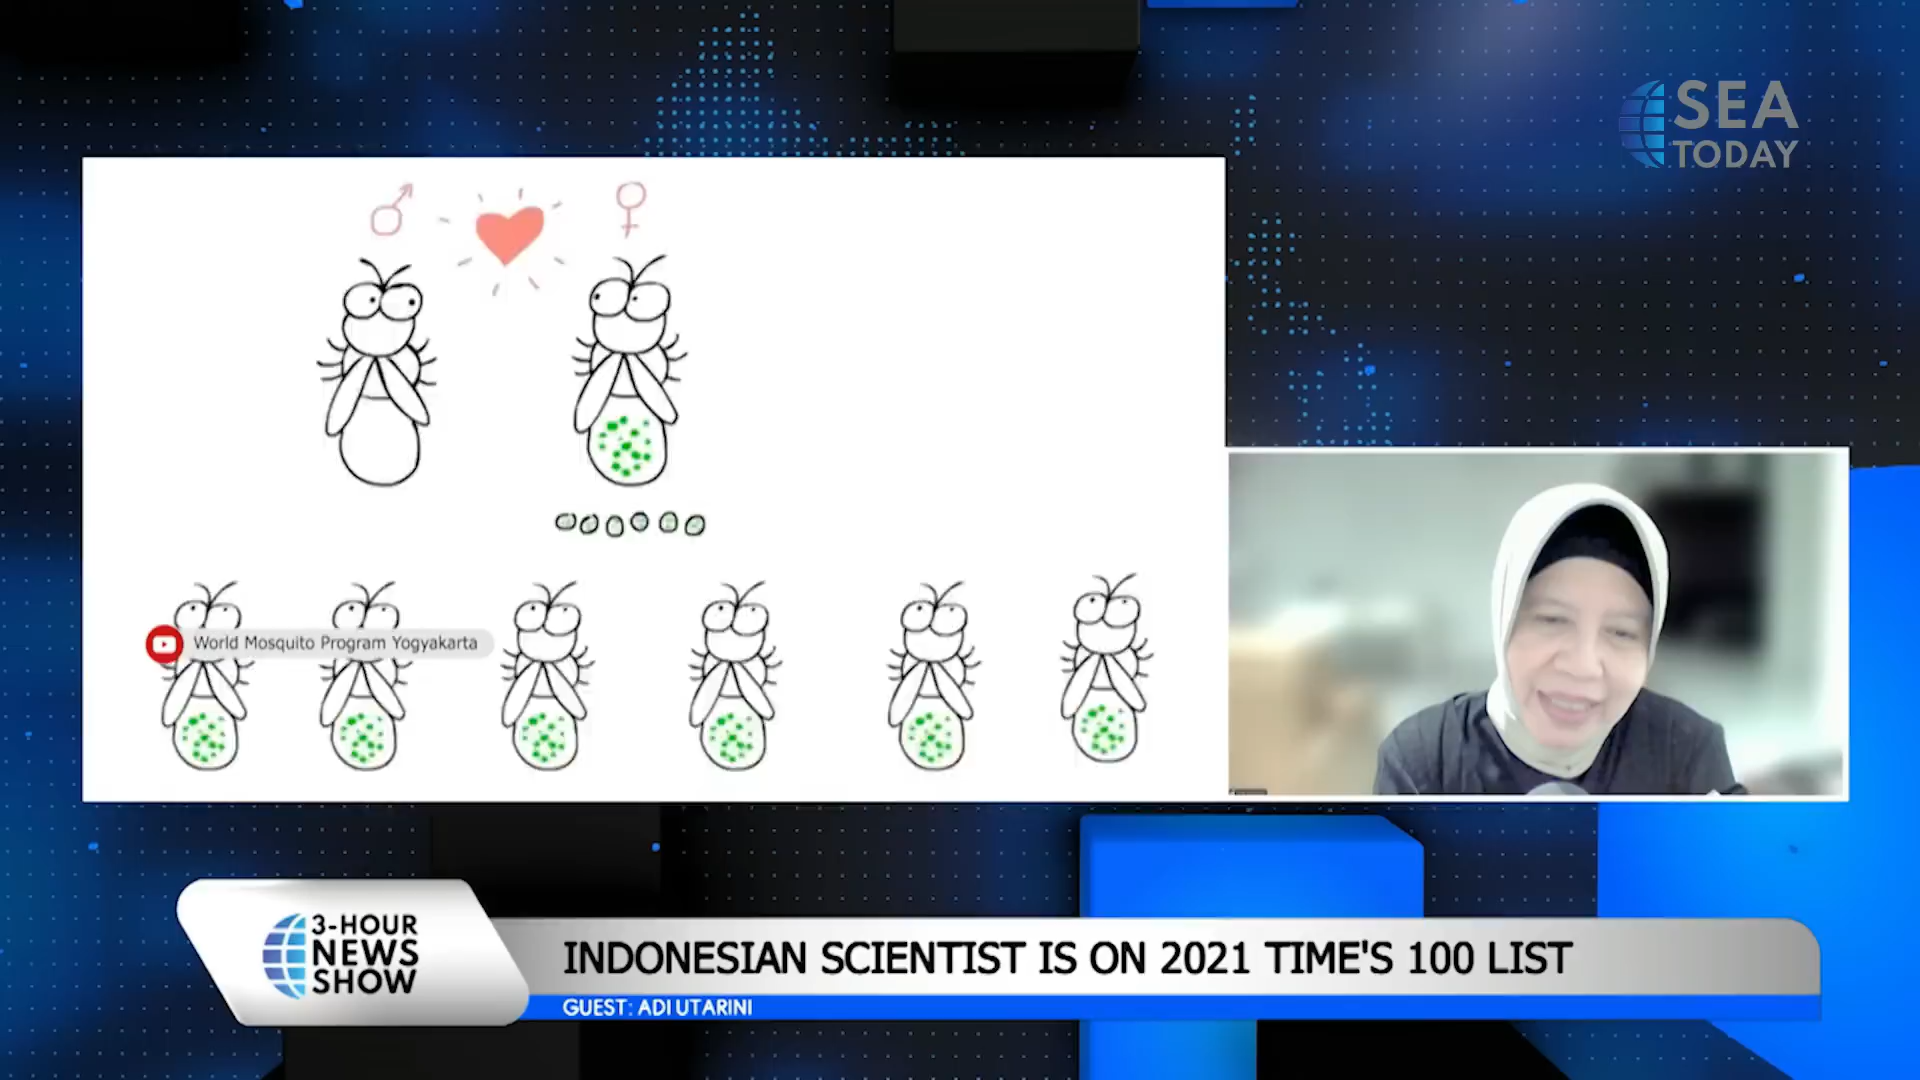 SEA
TODAY
World Mosquito Program Yogyakarta
3-HOUR
NEWS
SHOW
INDONESIAN SCIENTIST IS ON 2021 TIME'S 100 LIST
GUEST: ADI UTARINI